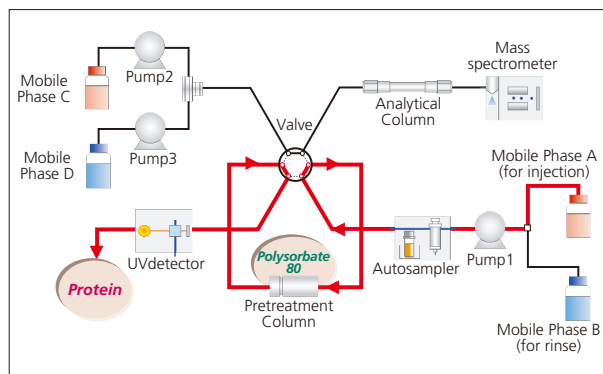 Mobile
Phase C
Pump2
Mobile
Phase D
Pump3
Valve
Analytical
Column
Mass
spectrometer
Mobile Phase A
(for injection)
UVdetector
Protein
Polysorbate
80
Pretreatment
Column
Autosampler
Pump1
Mobile Phase B
(for rinse)